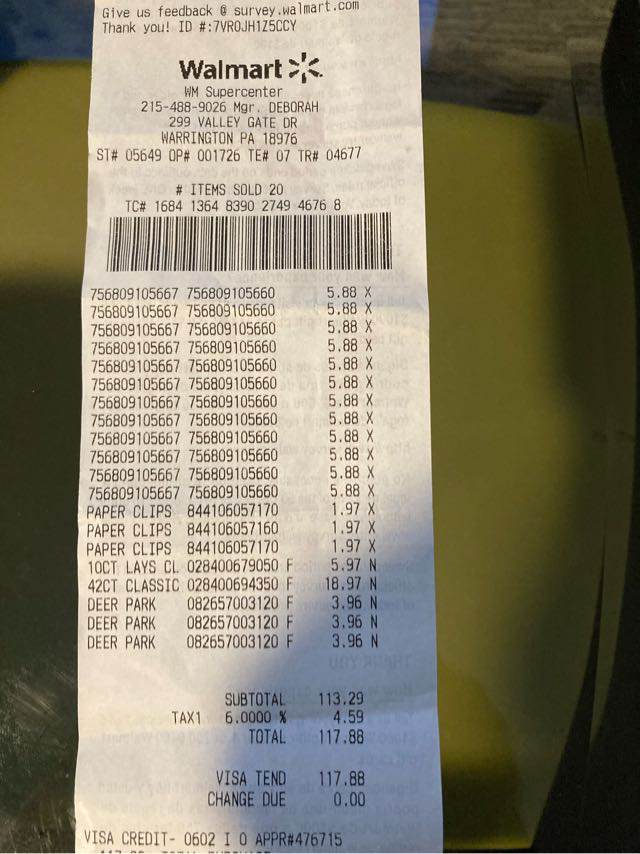 Give us feedback @ survey.walmart.com
Thank you! ID #:7VR0JH1Z5CCY
Walmart
WM Supercenter
215-488-9026 Mgr. DEBORAH
299 VALLEY GATE DR
WARRINGTON PA 18976
ST# 05649 OP# 001726 TE# 07 TR# 04677
# ITEMS SOLD 20
TC# 1684 1364 8390 2749 4676 8
756809105667 756809105660 5.88 X
756809105667 756809105660 5.88 X
756809105667 756809105660 5.88 X
756809105667 756809105660 5.88 X
756809105667 756809105660 5.88 X
756809105667 756809105660 5.88 X
756809105667 756809105660 5.88 X
756809105667 756809105660 5.88 X
756809105667 756809105660 5.88 X
756809105667 756809105660 5.88 X
756809105667 756809105660 5.88 X
756809105667 756809105660 5.88 X
PAPER CLIPS 844106057170 1.97 X
PAPER CLIPS 844106057160 1.97 X
PAPER CLIPS 844106057170 1.97 X
10CT LAYS CL 028400679050 F 5.97 N
42CT CLASSIC 028400694350 F 18.97 N
DEER PARK 082657003120 F 3.96 N
DEER PARK 082657003120 F 3.96 N
DEER PARK 082657003120 F 3.96 N
SUBTOTAL 113.29
TAX1 6.0000 % 4.59
TOTAL 117.88
VISA TEND 117.88
CHANGE DUE 0.00
VISA CREDIT- 0602 I 0 APPR#476715